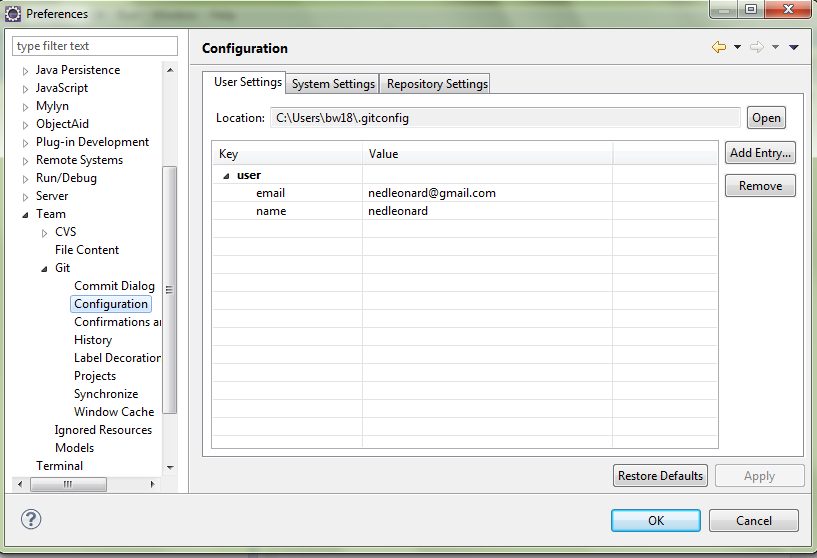 Preferences
type filter text
Java Persistence
JavaScript
Mylyn
ObjectAid
Plug-in Development
Remote Systems
Run/Debug
Server
Team
CVS
File Content
Git
Commit Dialog
Configuration
Confirmations a
History
Label Decoration
Projects
Synchronize
Window Cache
Ignored Resources
Models
Terminal
Configuration
User Settings System Settings Repository Settings
Location: C:\Users\bw18\.gitconfig Open
Key Value Add Entry...
user Remove
email nedleonard@gmail.com
name nedleonard
Restore Defaults Apply
OK Cancel